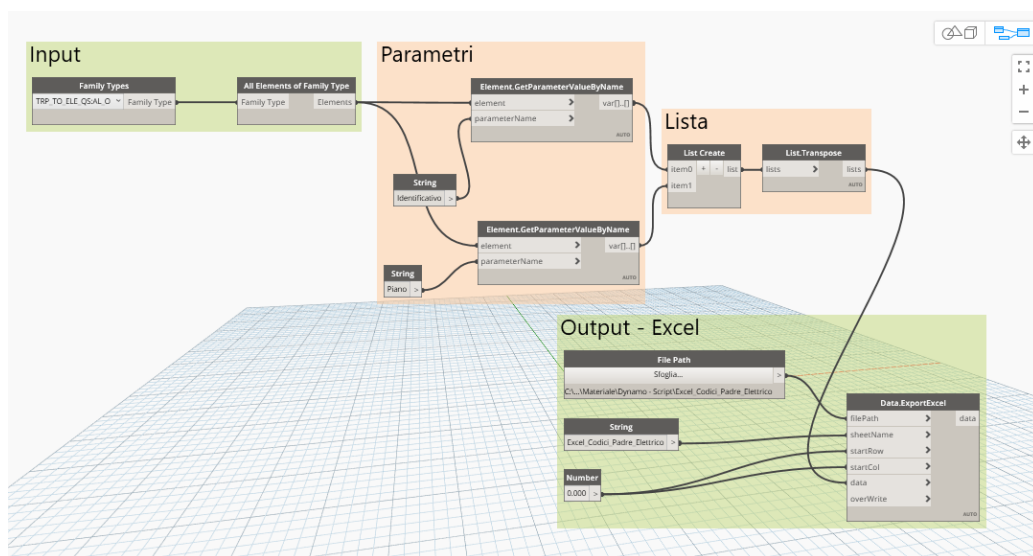 Input
Family Types
TRP_TO_ELE_QS:AL_O Family Type
All Elements of Family Type
Family Type Elements
Parametri
Element.GetParameterValueByName
element > var[]..[]
parameterName >
AUTO
String
Identificativo >
Element.GetParameterValueByName
element > var[]..[]
parameterName >
AUTO
String
Piano >
Lista
List Create
item0 + - list
item1
List.Transpose
lists > lists
AUTO
Output - Excel
File Path
Sfoglia... >
C:\...\Materiale\Dynamo - Script\Excel_Codici_Padre_Elettrico
String
Excel_Codici_Padre_Elettrico >
Number
0.000 >
Data.ExportExcel
filePath > data
sheetName >
startRow >
startCol >
data >
overWrite >
AUTO
+
-